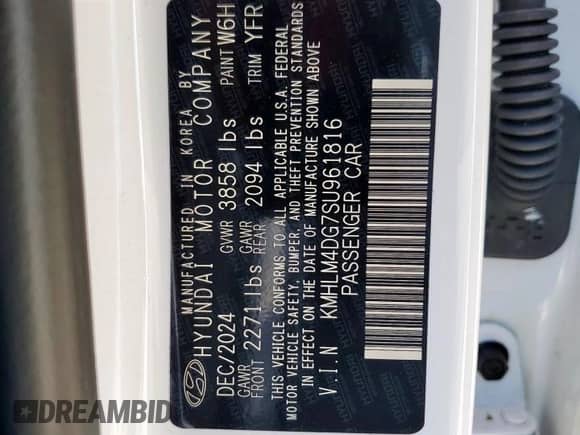 MANUFACTURED IN KOREA BY
HYUNDAI MOTOR COMPANY
DEC/2024 GVWR 3858 lbs PAINT W6H
GAWR FRONT 2271 lbs GAWR REAR 2094 lbs TRIM YFR
THIS VEHICLE CONFORMS TO ALL APPLICABLE U.S.A. FEDERAL
MOTOR VEHICLE SAFETY, BUMPER, AND THEFT PREVENTION STANDARDS
IN EFFECT ON THE DATE OF MANUFACTURE SHOWN ABOVE
V.I.N KMHLM4DG7SU961816
PASSENGER CAR
DREAMBID